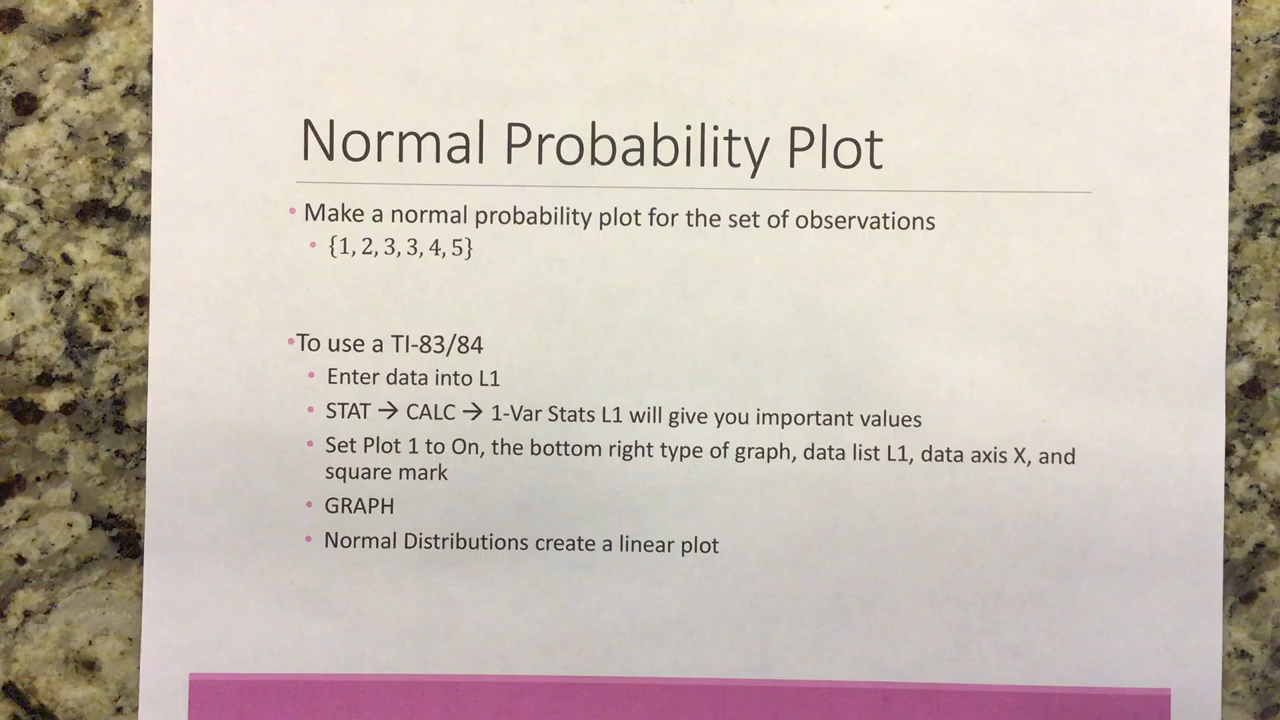 Normal Probability Plot
• Make a normal probability plot for the set of observations
• {1, 2, 3, 3, 4, 5}
•To use a TI-83/84
• Enter data into L1
• STAT → CALC → 1-Var Stats L1 will give you important values
• Set Plot 1 to On, the bottom right type of graph, data list L1, data axis X, and
square mark
• GRAPH
• Normal Distributions create a linear plot